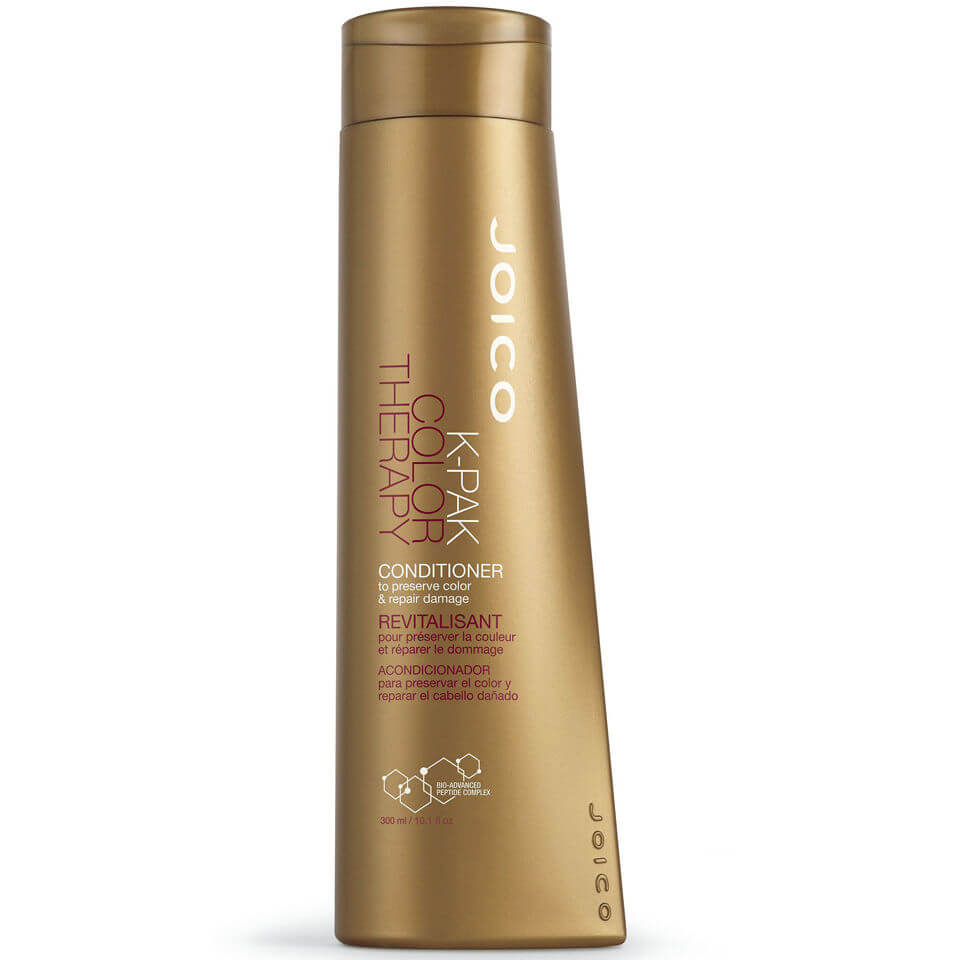 JOICO
K-PAK
COLOR
THERAPY
CONDITIONER
to preserve color
& repair damage
REVITALISANT
pour préserver la couleur
et réparer le dommage
ACONDICIONADOR
para preservar el color y
reparar el cabello dañado
BIO-ADVANCED
PEPTIDE COMPLEX
300 ml / 10.1 fl oz
JOICO